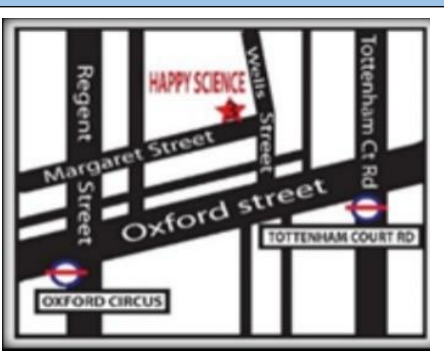 HAPPY SCIENCE
Wells Street
Regent Street
Tottenham Ct Rd
Margaret Street
Oxford street
TOTTENHAM COURT RD
OXFORD CIRCUS